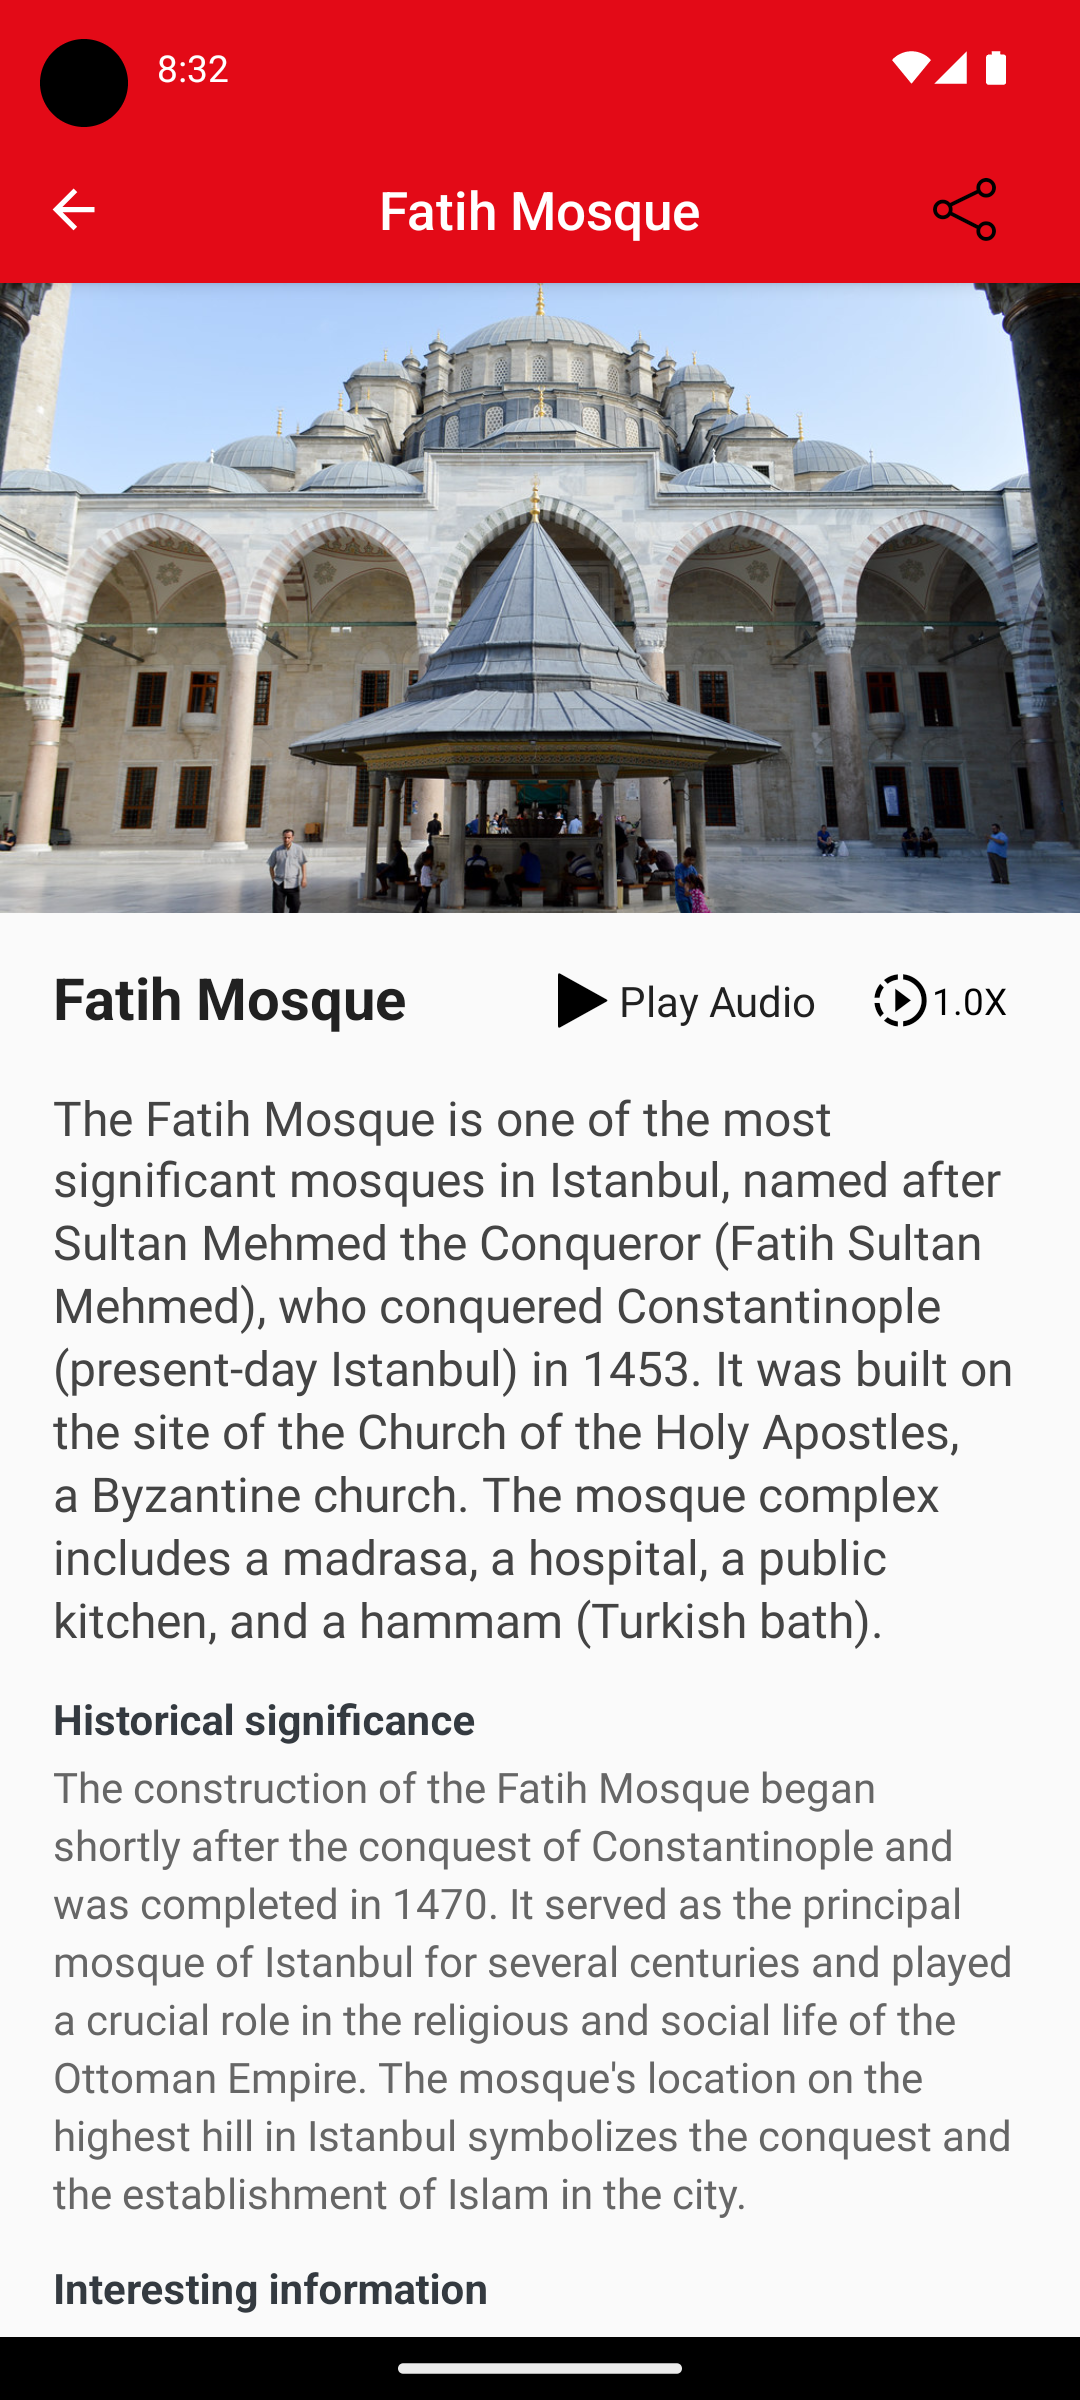 8:32
Fatih Mosque
Fatih Mosque
Play Audio
1.0X
The Fatih Mosque is one of the most
significant mosques in Istanbul, named after
Sultan Mehmed the Conqueror (Fatih Sultan
Mehmed), who conquered Constantinople
(present-day Istanbul) in 1453. It was built on
the site of the Church of the Holy Apostles,
a Byzantine church. The mosque complex
includes a madrasa, a hospital, a public
kitchen, and a hammam (Turkish bath).
Historical significance
The construction of the Fatih Mosque began
shortly after the conquest of Constantinople and
was completed in 1470. It served as the principal
mosque of Istanbul for several centuries and played
a crucial role in the religious and social life of the
Ottoman Empire. The mosque's location on the
highest hill in Istanbul symbolizes the conquest and
the establishment of Islam in the city.
Interesting information